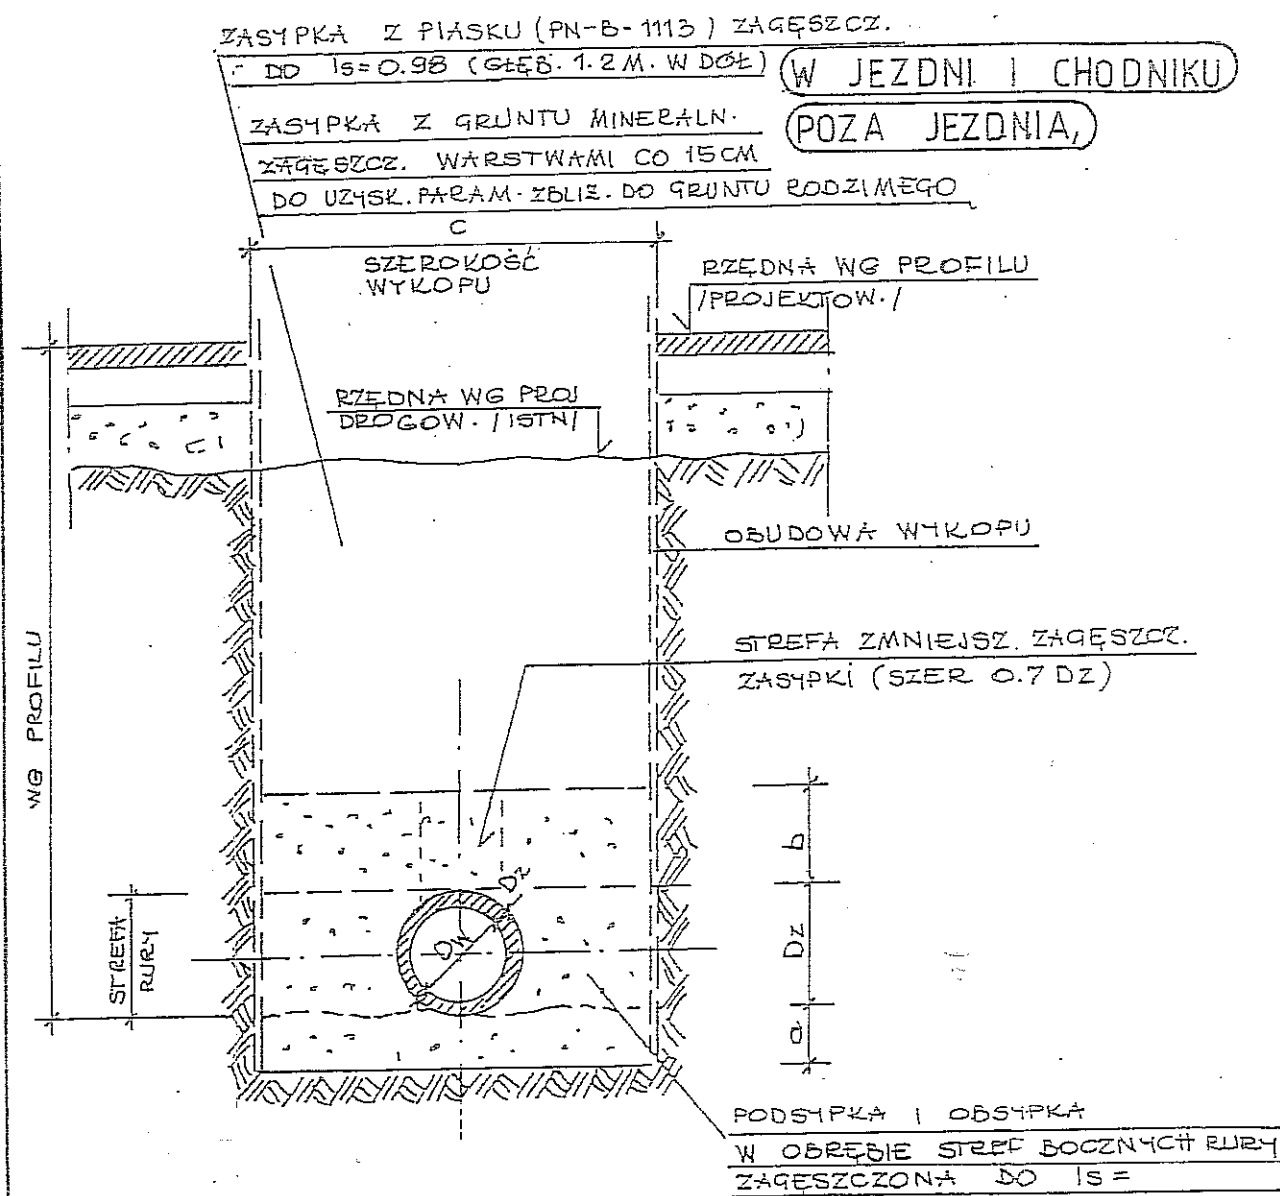 ZASYPKA Z PIASKU (PN-B-1113) ZAGĘSZCZ.
DO Is=0.98 (GŁĘB. 1.2 M. W DÓŁ)
W JEZDNI I CHODNIKU
ZASYPKA Z GRUNTU MINERALN.
POZA JEZDNIĄ,
ZAGĘSZCZ. WARSTWAMI CO 15CM
DO UZYSK. PARAM. ZBLIŻ. DO GRUNTU RODZIMEGO
C
SZEROKOŚĆ
WYKOPU
RZĘDNA WG PROFILU
/PROJEKTOW./
RZĘDNA WG PROJ
DROGOW. /ISTN/
OBUDOWA WYKOPU
STREFA ZMNIEJSZ. ZAGĘSZCZ.
ZASYPKI (SZER 0.7 DZ)
WG PROFILU
b
Dz
Dw
Dz
STREFA
RURY
a
PODSYPKA I OBSYPKA
W OBRĘBIE STREF BOCZNYCH RURY
ZAGĘSZCZONA DO Is=